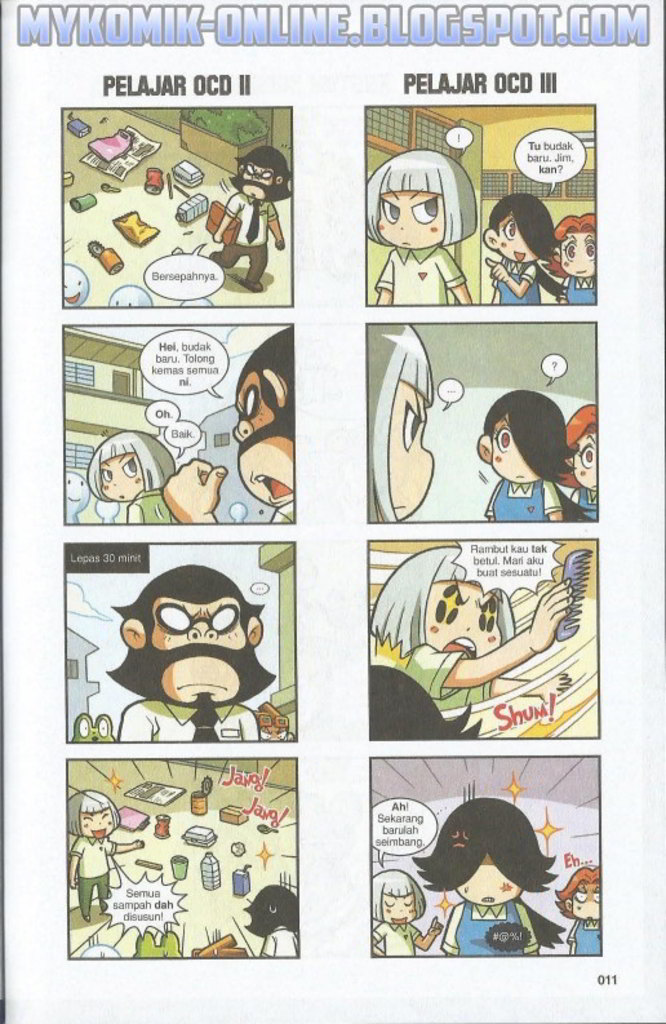 MYKOMIK-ONLINE.BLOGSPOT.COM
PELAJAR OCD II
Bersepahnya.
Hei, budak
baru. Tolong
kemas semua
ni.
Oh.
Baik.
Lepas 30 minit
...
Jang!
Jang!
Semua
sampah dah
disusun!
PELAJAR OCD III
!
Tu budak
baru. Jim,
kan?
...
?
Rambut kau tak
betul. Mari aku
buat sesuatu!
Shum!
Ah!
Sekarang
barulah
seimbang.
Eh...
#@%!
011